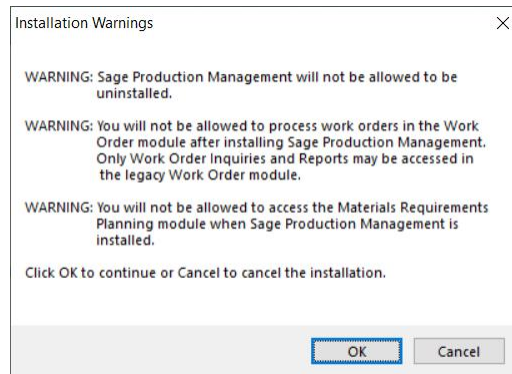 Installation Warnings
WARNING: Sage Production Management will not be allowed to be
uninstalled.
WARNING: You will not be allowed to process work orders in the Work
Order module after installing Sage Production Management.
Only Work Order Inquiries and Reports may be accessed in
the legacy Work Order module.
WARNING: You will not be allowed to access the Materials Requirements
Planning module when Sage Production Management is
installed.
Click OK to continue or Cancel to cancel the installation.
OK
Cancel